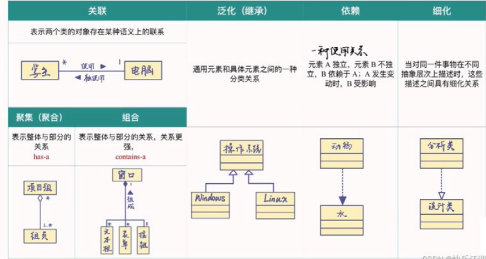 关联
泛化（继承）
依赖
细化
表示两个类的对象存在某种语义上的联系
学生
*
使用
被使用
*
电脑
通用元素和具体元素之间的一种
分类关系
一种使用关系
元素 A 独立，元素 B 不独
立，B 依赖于 A；A 发生变
动时，B 受影响
当对同一件事物在不同
抽象层次上描述时，这些
描述之间具有细化关系
聚集（聚合）
组合
表示整体与部分的
关系
has-a
表示整体与部分的关系，关系更
强，
contains-a
项目组
*
1..*
组员
窗口
组成
文本框
菜单
按钮
操作系统
Windows
Linux
动物
水
分析类
设计类